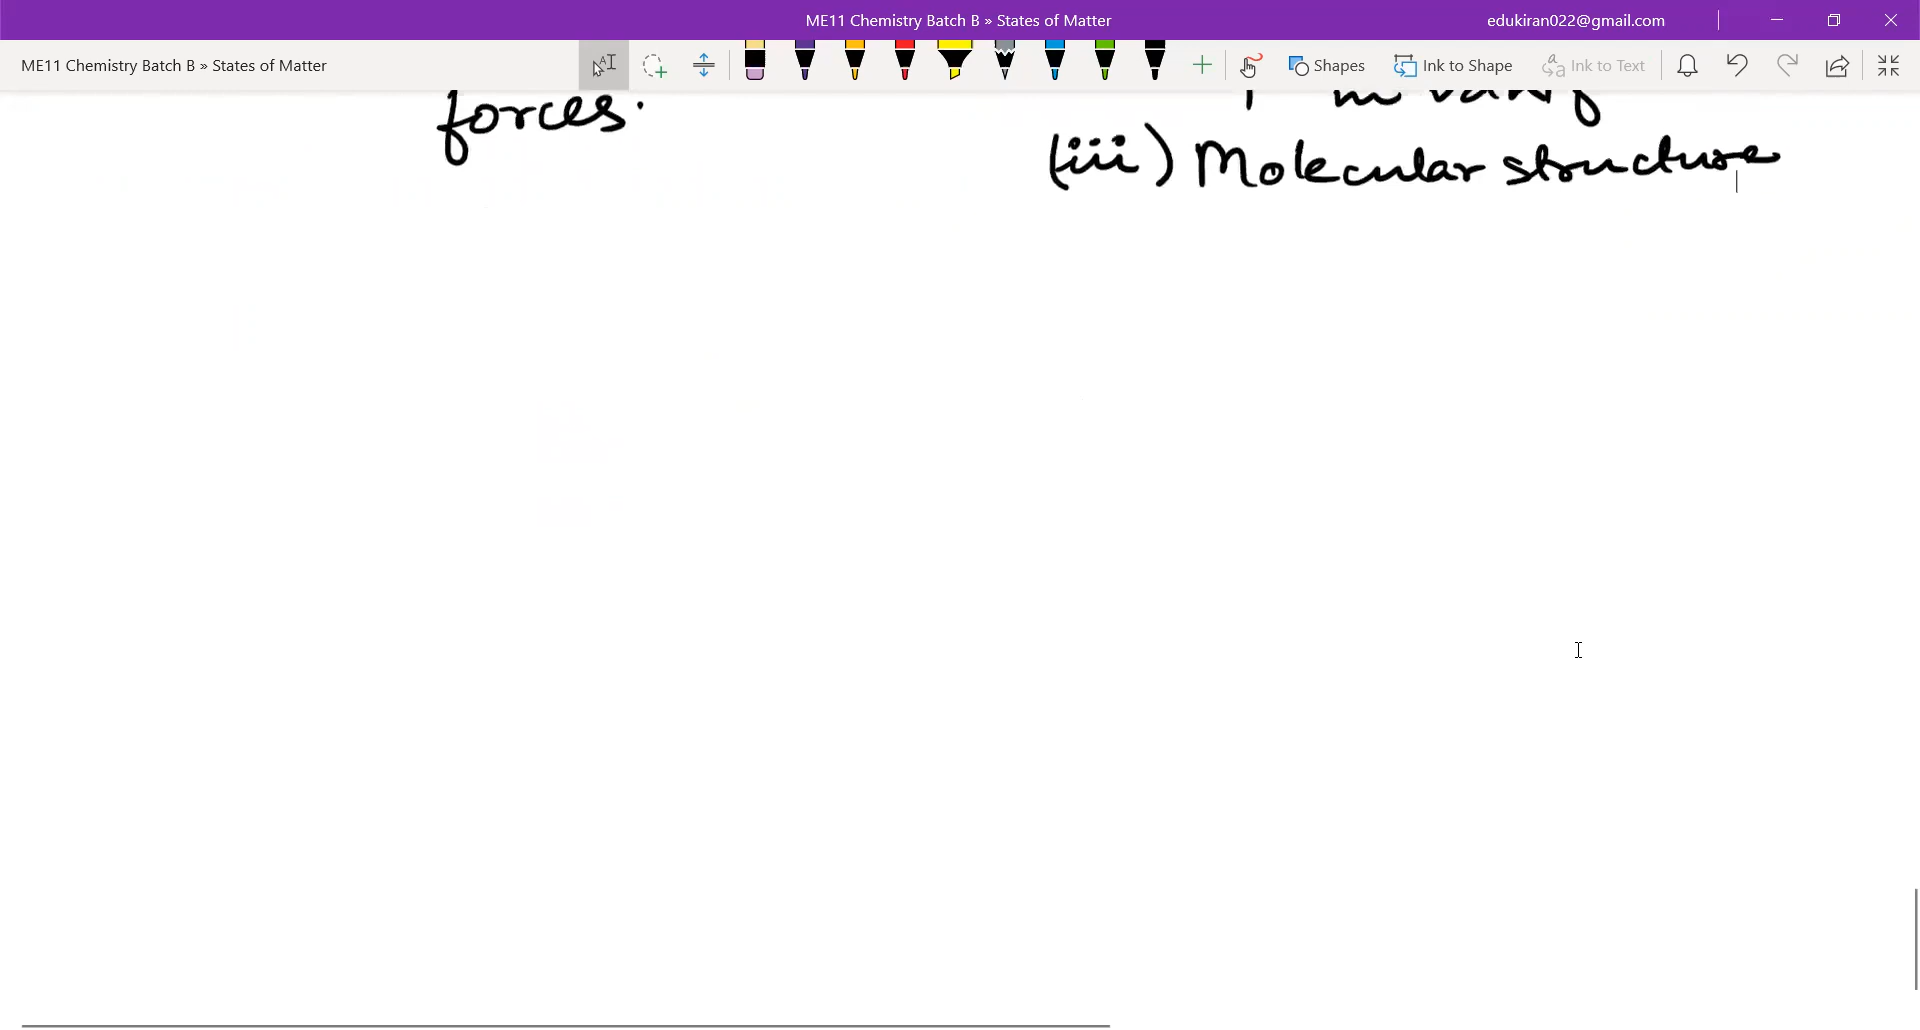 ME11 Chemistry Batch B » States of Matter
edukiran022@gmail.com
ME11 Chemistry Batch B » States of Matter
Shapes
Ink to Shape
Ink to Text
forces.
(iii) Molecular structure